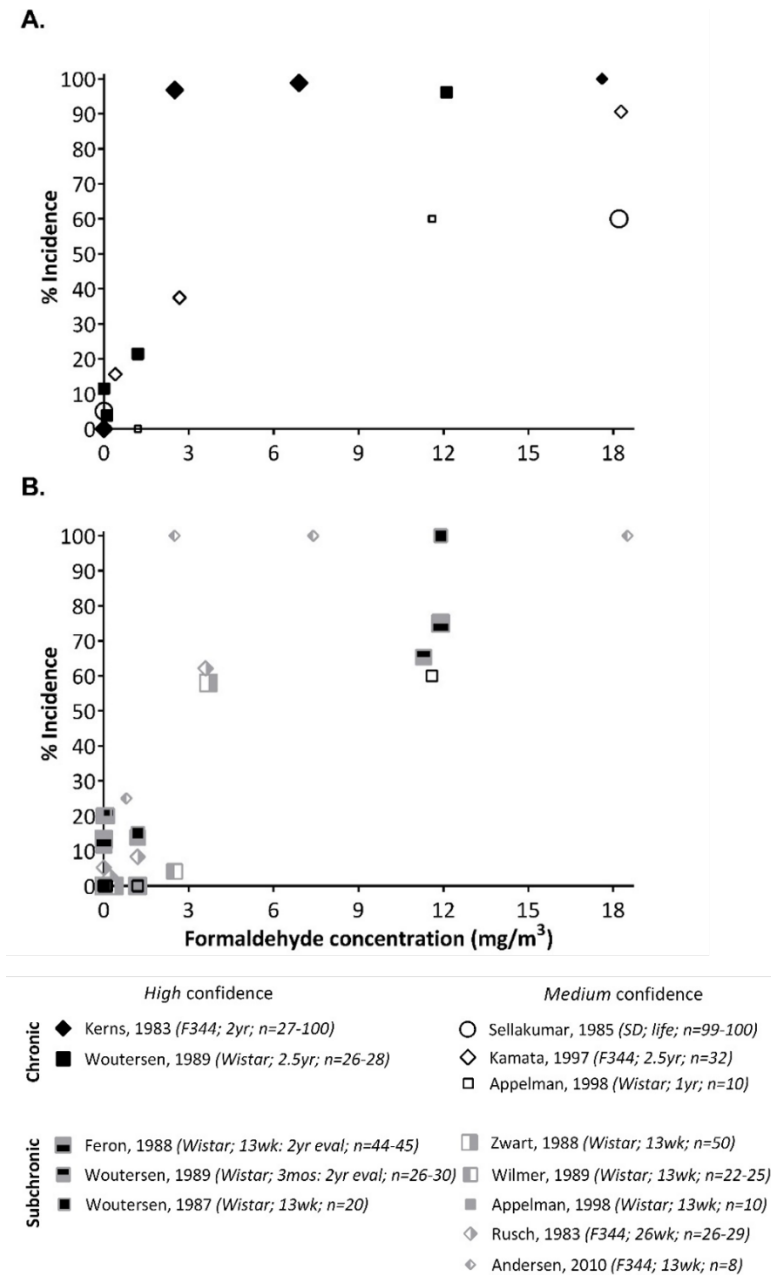 A.
100
90
80
70
60
50
40
30
20
10
0
% Incidence
0 3 6 9 12 15 18
B.
100
90
80
70
60
50
40
30
20
10
0
% Incidence
0 3 6 9 12 15 18
Formaldehyde concentration (mg/m³)
High confidence Medium confidence
Chronic
Kerns, 1983 (F344; 2yr; n=27-100) Sellakumar, 1985 (SD; life; n=99-100)
Woutersen, 1989 (Wistar; 2.5yr; n=26-28) Kamata, 1997 (F344; 2.5yr; n=32)
Appelman, 1998 (Wistar; 1yr; n=10)
Subchronic
Feron, 1988 (Wistar; 13wk: 2yr eval; n=44-45) Zwart, 1988 (Wistar; 13wk; n=50)
Woutersen, 1989 (Wistar; 3mos: 2yr eval; n=26-30) Wilmer, 1989 (Wistar; 13wk; n=22-25)
Woutersen, 1987 (Wistar; 13wk; n=20) Appelman, 1998 (Wistar; 13wk; n=10)
Rusch, 1983 (F344; 26wk; n=26-29)
Andersen, 2010 (F344; 13wk; n=8)